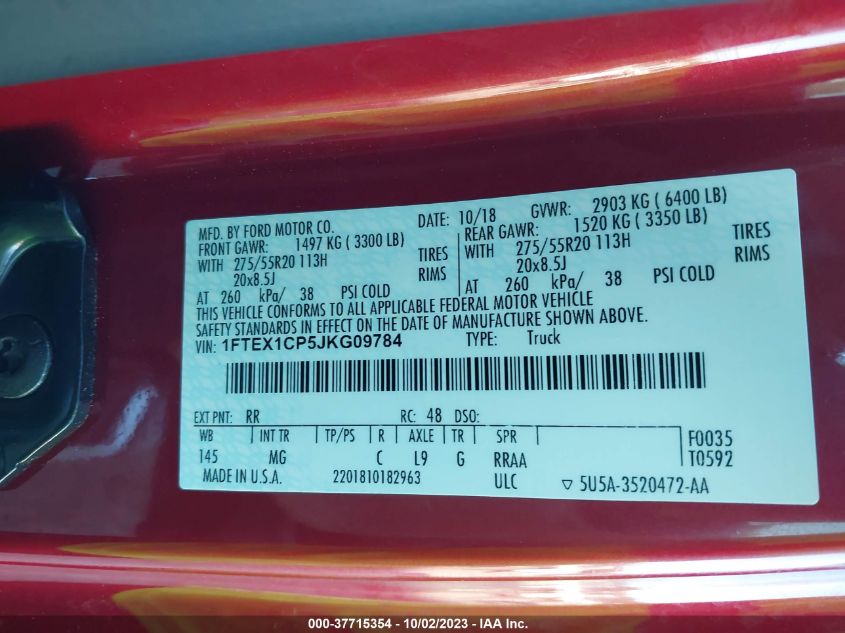 MFD. BY FORD MOTOR CO. DATE: 10/18 GVWR: 2903 KG ( 6400 LB)
FRONT GAWR: 1497 KG ( 3300 LB) REAR GAWR: 1520 KG ( 3350 LB)
WITH 275/55R20 113H TIRES WITH 275/55R20 113H TIRES
20x8.5J RIMS 20x8.5J RIMS
AT 260 kPa/ 38 PSI COLD AT 260 kPa/ 38 PSI COLD
THIS VEHICLE CONFORMS TO ALL APPLICABLE FEDERAL MOTOR VEHICLE
SAFETY STANDARDS IN EFFECT ON THE DATE OF MANUFACTURE SHOWN ABOVE.
VIN: 1FTEX1CP5JKG09784 TYPE: Truck
EXT PNT: RR RC: 48 DSO:
WB INT TR TP/PS R AXLE TR SPR F0035
145 MG C L9 G RRAA T0592
MADE IN U.S.A. 2201810182963 ULC ▽ 5U5A-3520472-AA
000-37715354 - 10/02/2023 - IAA Inc.